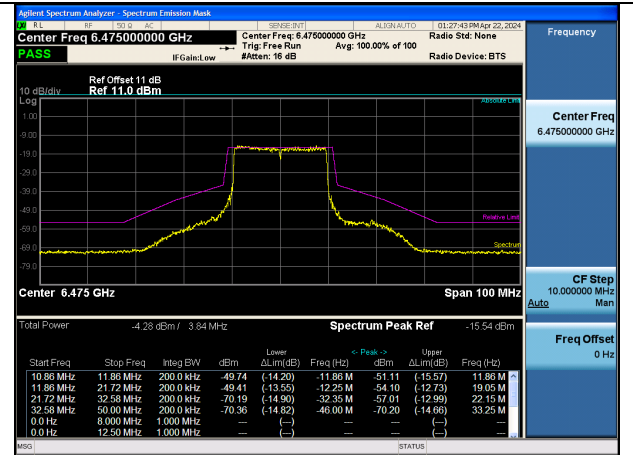 Agilent Spectrum Analyzer - Spectrum Emission Mask
RL RF 50 Ω AC SENSE:INT ALIGN AUTO 01:27:43 PM Apr 22, 2024
Center Freq 6.475000000 GHz Center Freq: 6.475000000 GHz Radio Std: None
Trig: Free Run Avg: 100.00% of 100
PASS IFGain:Low #Atten: 16 dB Radio Device: BTS
Ref Offset 11 dB
10 dB/div Ref 11.0 dBm
Log
Absolute Limit
1.00
-9.00
-19.0
-29.0
-39.0
-49.0
Relative Limit
-59.0
Spectrum
-69.0
-79.0
Center 6.475 GHz Span 100 MHz
Total Power -4.28 dBm / 3.84 MHz Spectrum Peak Ref -15.54 dBm
Lower <- Peak -> Upper
Start Freq Stop Freq Integ BW dBm ΔLim(dB) Freq (Hz) dBm ΔLim(dB) Freq (Hz)
10.86 MHz 11.86 MHz 200.0 kHz -49.74 (-14.20) -11.86 M -51.11 (-15.57) 11.86 M
11.86 MHz 21.72 MHz 200.0 kHz -49.41 (-13.55) -12.25 M -54.10 (-12.73) 19.05 M
21.72 MHz 32.58 MHz 200.0 kHz -70.19 (-14.90) -32.35 M -57.01 (-12.99) 22.15 M
32.58 MHz 50.00 MHz 200.0 kHz -70.36 (-14.82) -46.00 M -70.20 (-14.66) 33.25 M
0.0 Hz 8.000 MHz 1.000 MHz --- (---) --- --- (---) ---
0.0 Hz 12.50 MHz 1.000 MHz --- (---) --- --- (---) ---
MSG STATUS
Frequency
Center Freq
6.475000000 GHz
CF Step
10.000000 MHz
Auto Man
Freq Offset
0 Hz